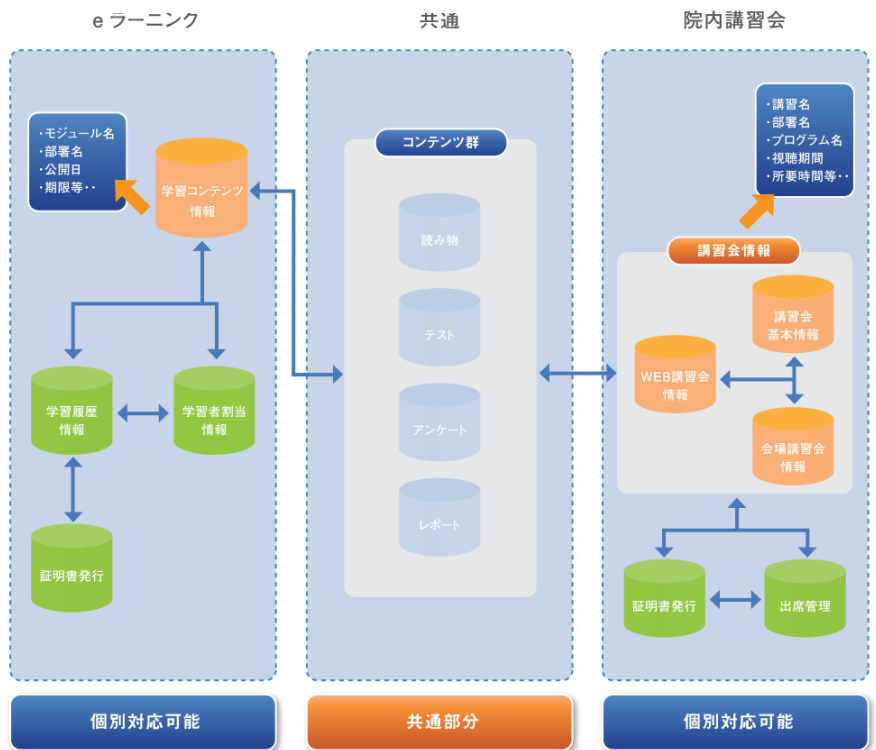 eラーニンク
共通
院内講習会
・モジュール名
・部署名
・公開日
・期限等・・
学習コンテンツ
情報
学習履歴
情報
学習者割当
情報
証明書発行
コンテンツ群
読み物
テスト
アンケート
レポート
・講習名
・部署名
・プログラム名
・視聴期間
・所要時間等・・
講習会情報
講習会
基本情報
WEB講習会
情報
会場講習会
情報
証明書発行
出席管理
個別対応可能
共通部分
個別対応可能